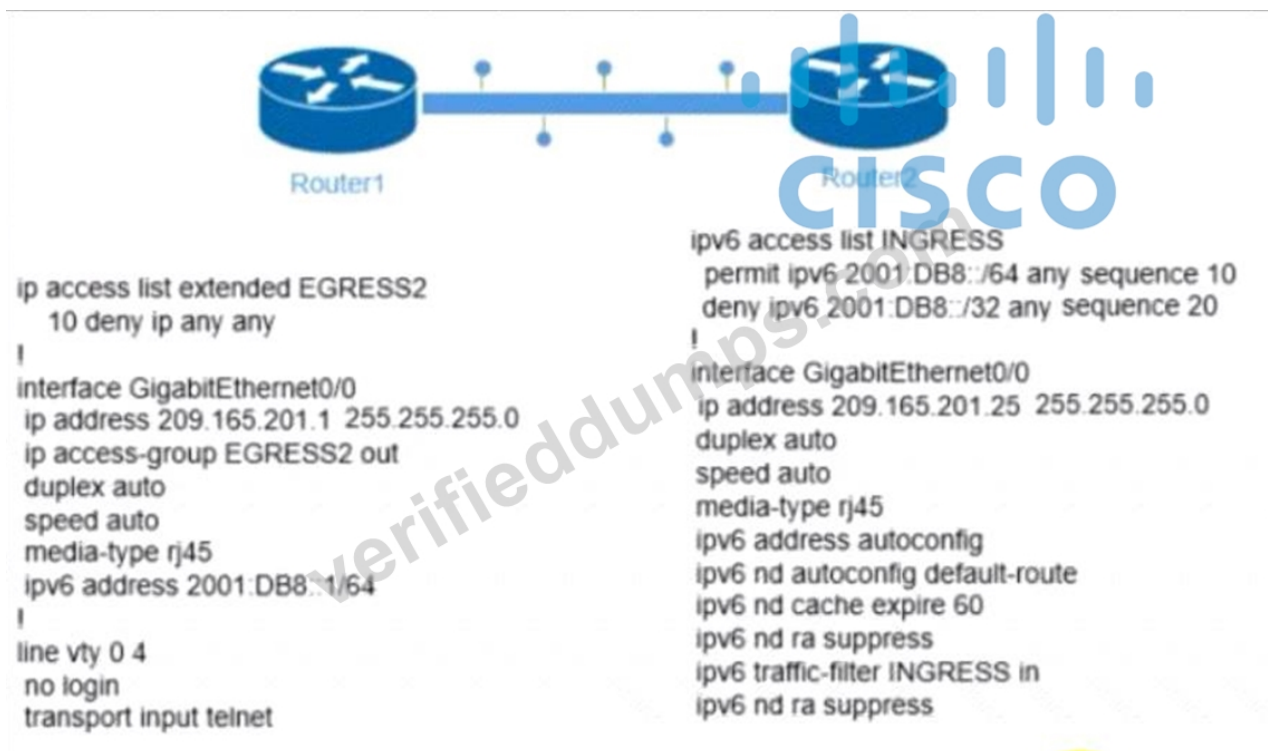 CISCO
Router1
Router2
ip access list extended EGRESS2
10 deny ip any any
!
interface GigabitEthernet0/0
ip address 209.165.201.1 255.255.255.0
ip access-group EGRESS2 out
duplex auto
speed auto
media-type rj45
ipv6 address 2001:DB8::1/64
!
line vty 0 4
no login
transport input telnet
ipv6 access list INGRESS
permit ipv6 2001:DB8::/64 any sequence 10
deny ipv6 2001:DB8::/32 any sequence 20
!
interface GigabitEthernet0/0
ip address 209.165.201.25 255.255.255.0
duplex auto
speed auto
media-type rj45
ipv6 address autoconfig
ipv6 nd autoconfig default-route
ipv6 nd cache expire 60
ipv6 nd ra suppress
ipv6 traffic-filter INGRESS in
ipv6 nd ra suppress
verifieddumps.com